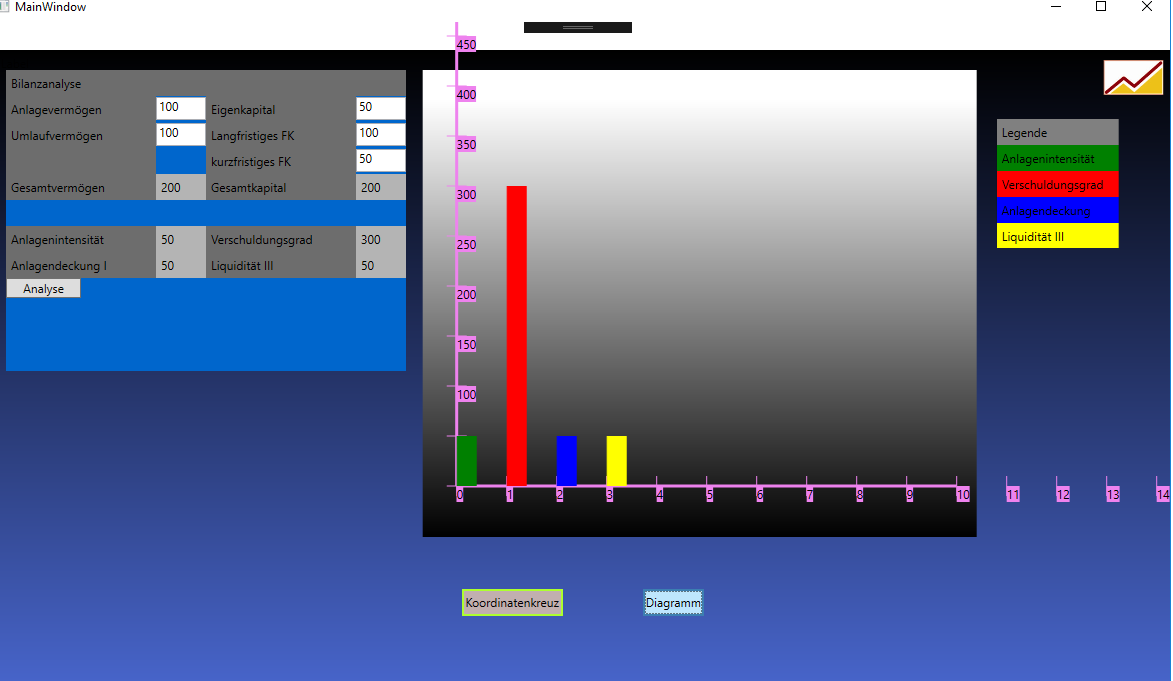 MainWindow
Bilanzanalyse
Anlagevermögen 100 Eigenkapital 50
Umlaufvermögen 100 Langfristiges FK 100
kurzfristiges FK 50
Gesamtvermögen 200 Gesamtkapital 200
Anlagenintensität 50 Verschuldungsgrad 300
Anlagendeckung I 50 Liquidität III 50
Analyse
450
400
350
300
250
200
150
100
0 1 2 3 4 5 6 7 8 9 10 11 12 13 14
Legende
Anlagenintensität
Verschuldungsgrad
Anlagendeckung
Liquidität III
Koordinatenkreuz Diagramm